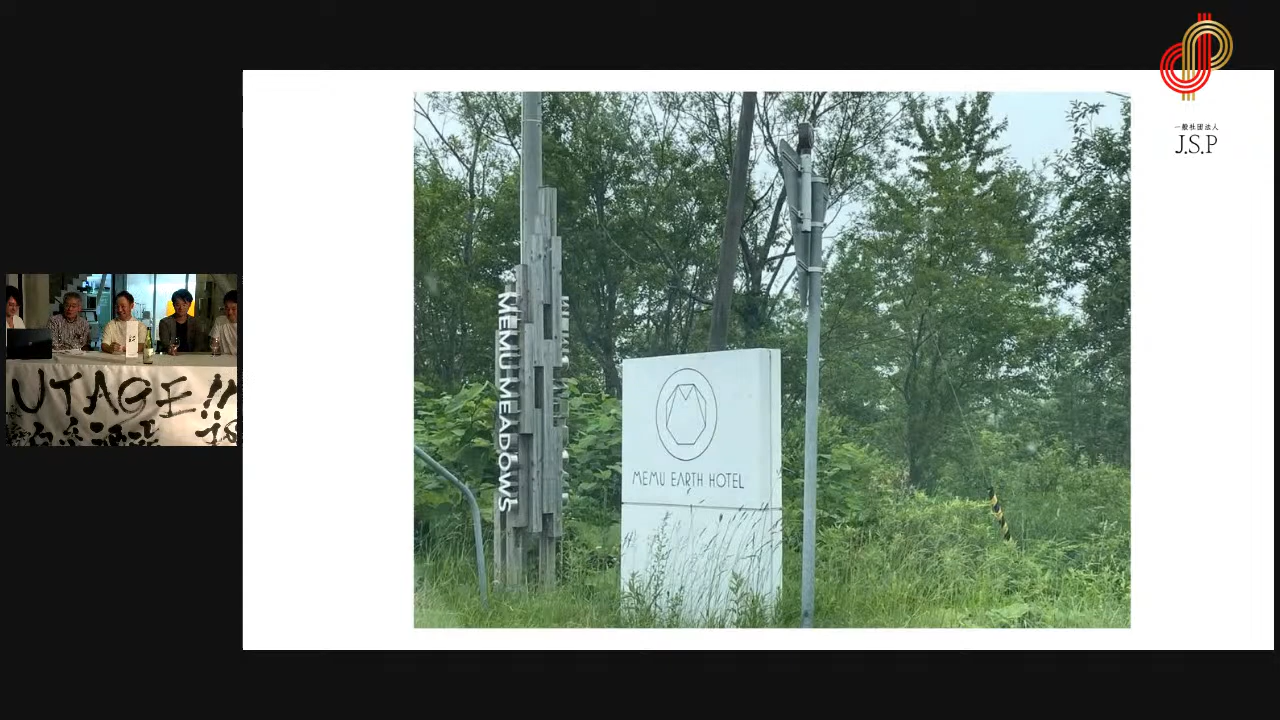 一般社団法人
J.S.P
MEMU MEADOWS
MEMU EARTH HOTEL
UTAGE!!